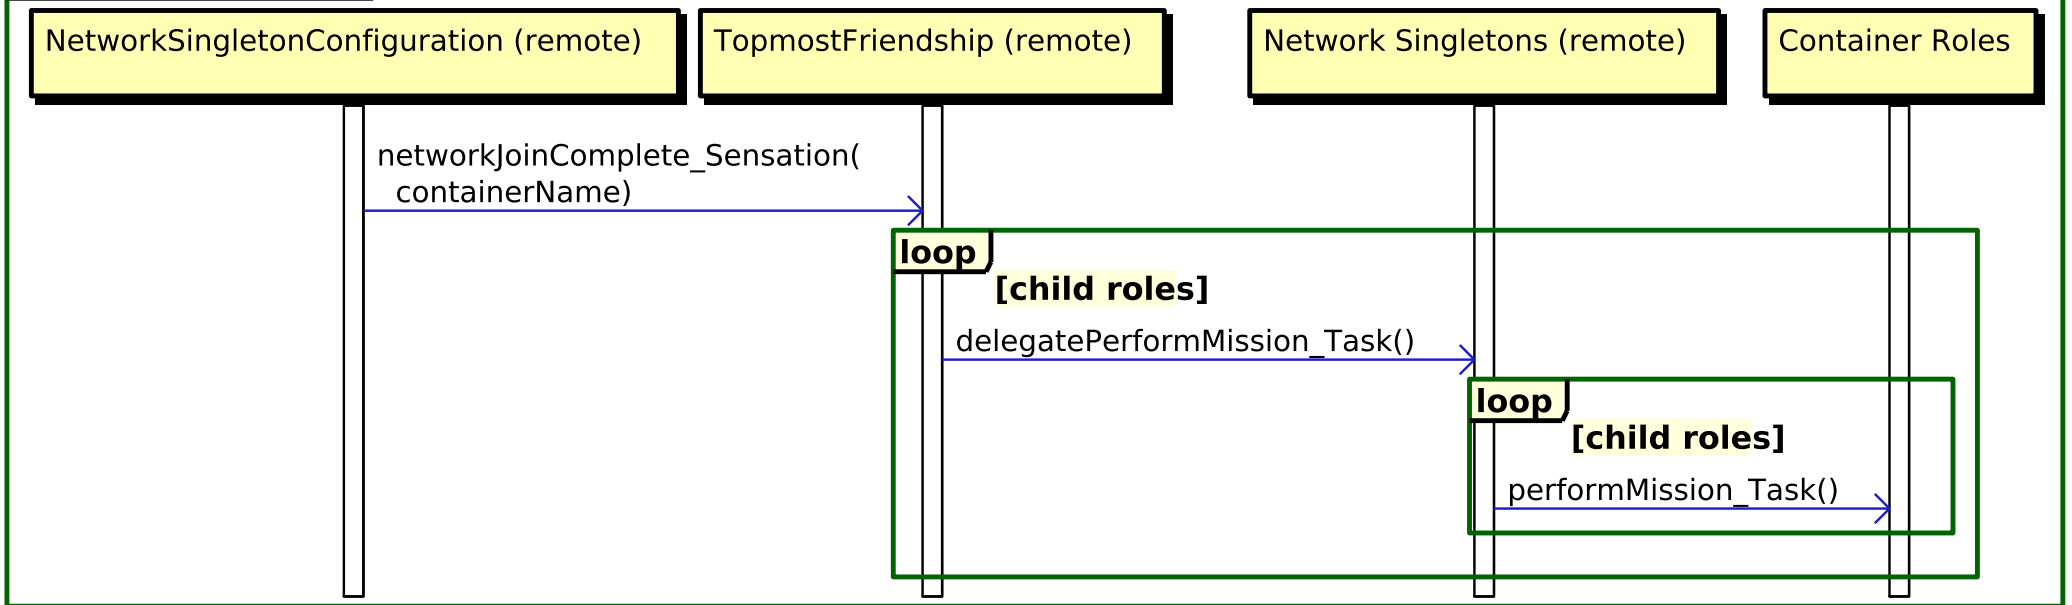 NetworkSingletonConfiguration (remote)
TopmostFriendship (remote)
Network Singletons (remote)
Container Roles
networkJoinComplete_Sensation(
containerName)
loop
[child roles]
delegatePerformMission_Task()
loop
[child roles]
performMission_Task()